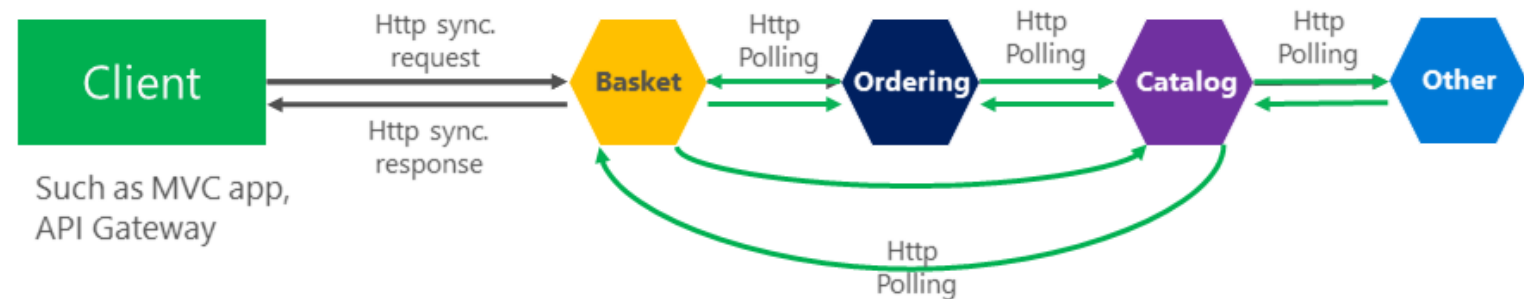 Client
Such as MVC app,
API Gateway
Http sync.
request
Http sync.
response
Basket
Http
Polling
Ordering
Http
Polling
Catalog
Http
Polling
Other
Http
Polling